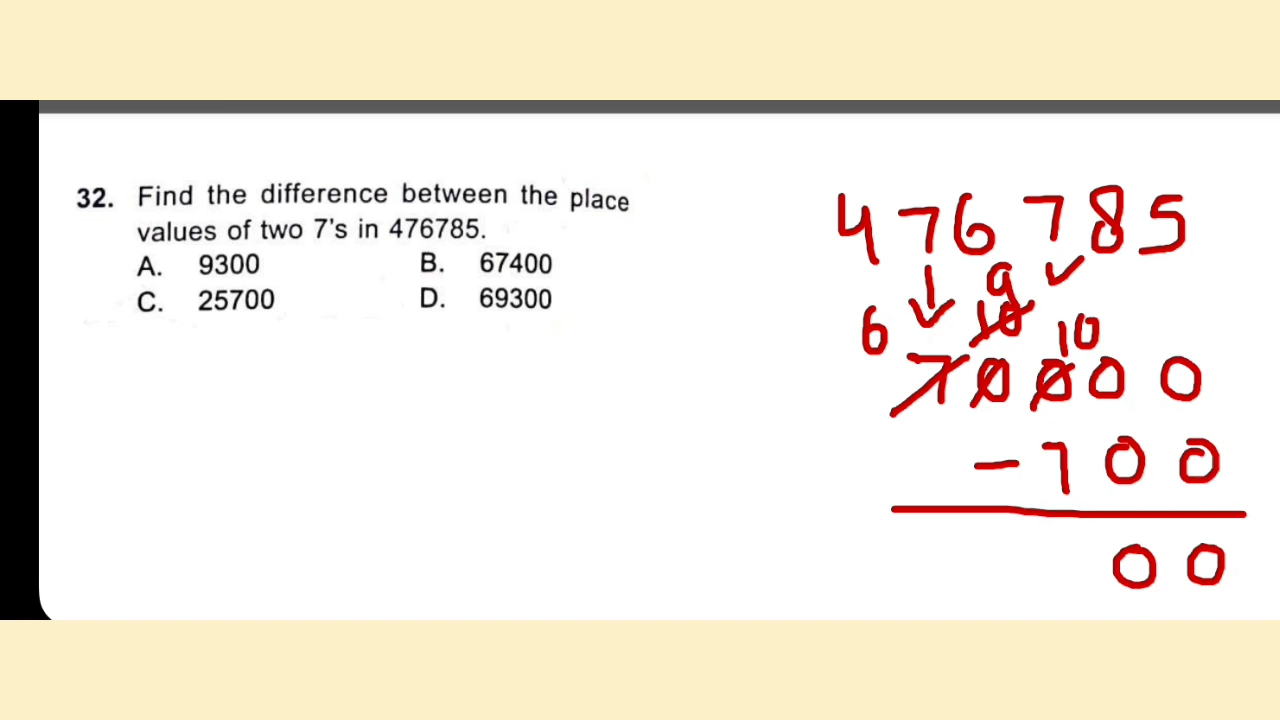 32. Find the difference between the place
values of two 7's in 476785.
A. 9300 B. 67400
C. 25700 D. 69300
476785
9
6 10 10
70000
- 700
00